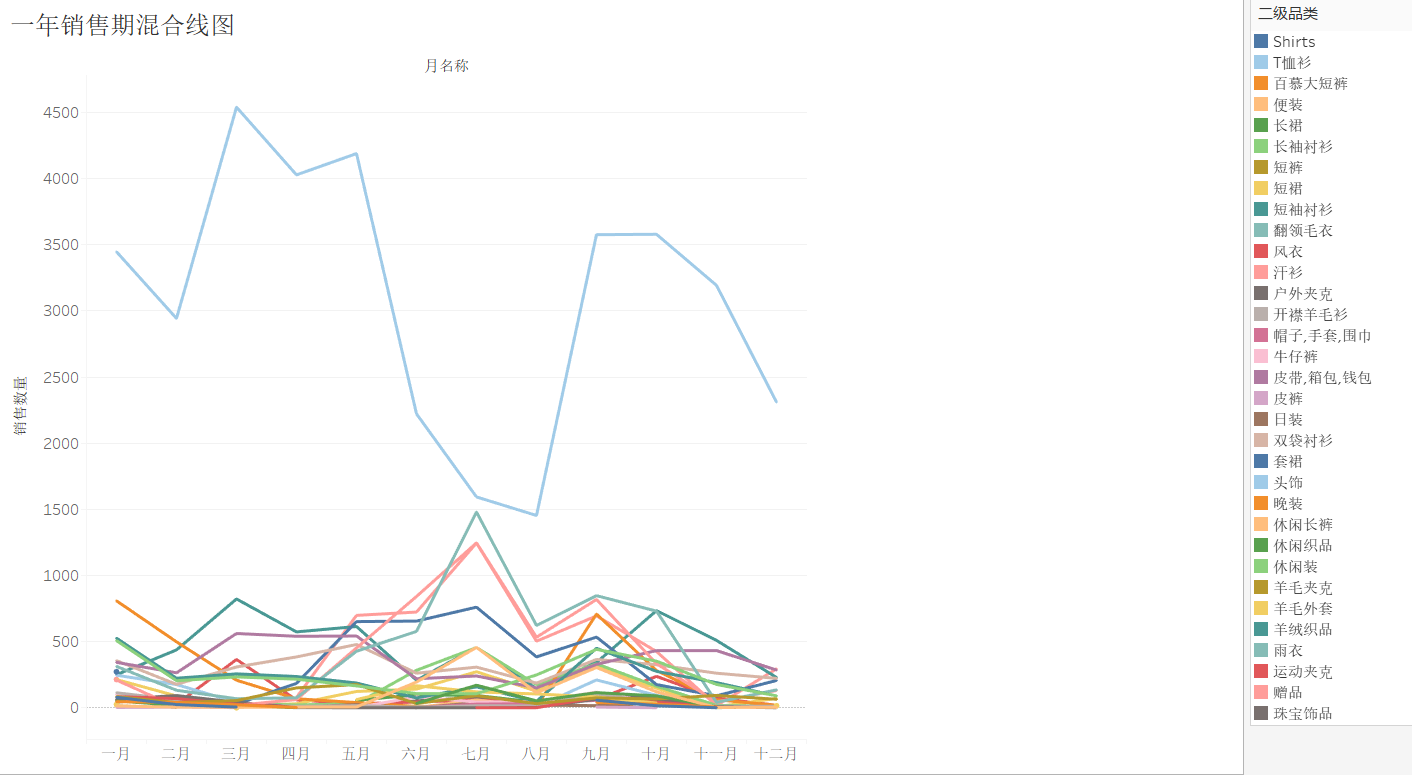 一年销售期混合线图
月名称
销售数量
4500
4000
3500
3000
2500
2000
1500
1000
500
0
一月 二月 三月 四月 五月 六月 七月 八月 九月 十月 十一月 十二月
二级品类
Shirts
T恤衫
百慕大短裤
便装
长裙
长袖衬衫
短裤
短裙
短袖衬衫
翻领毛衣
风衣
汗衫
户外夹克
开襟羊毛衫
帽子,手套,围巾
牛仔裤
皮带,箱包,钱包
皮裤
日装
双袋衬衫
套裙
头饰
晚装
休闲长裤
休闲织品
休闲装
羊毛夹克
羊毛外套
羊绒织品
雨衣
运动夹克
赠品
珠宝饰品